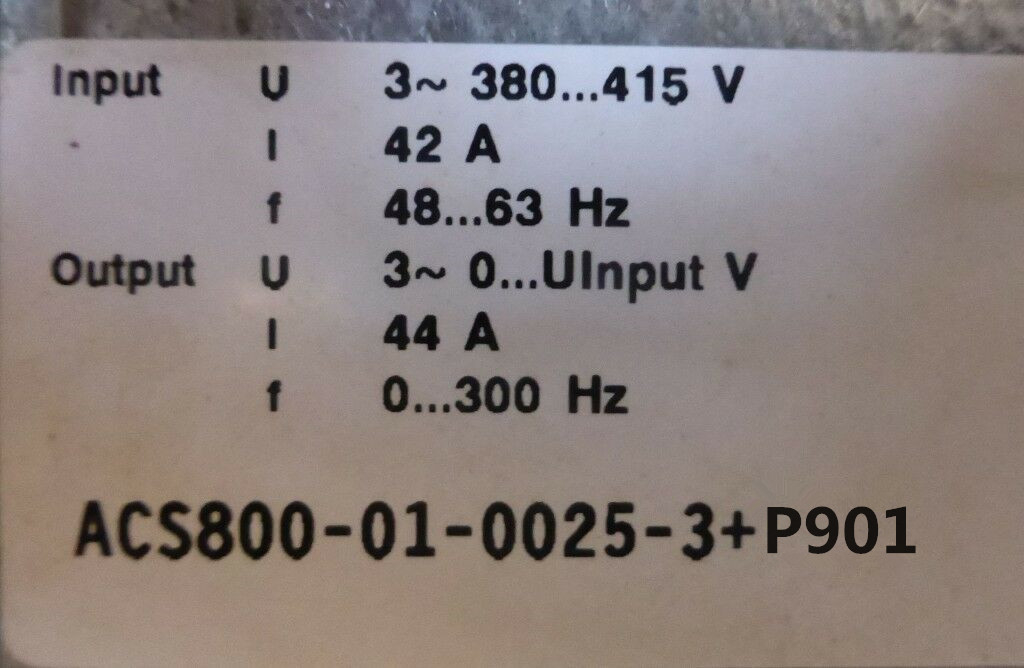 Input U 3~ 380...415 V
I 42 A
f 48...63 Hz
Output U 3~ 0...UInput V
I 44 A
f 0...300 Hz
ACS800-01-0025-3+P901